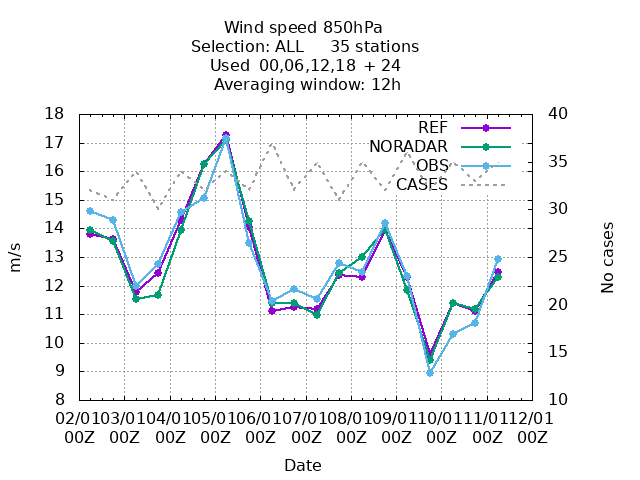 Wind speed 850hPa
Selection: ALL 35 stations
Used 00,06,12,18 + 24
Averaging window: 12h
18 40
17 REF
NORADAR
16 OBS 35
CASES
15 30
14
13 25
12
11 20
10 15
9
8 10
m/s
No cases
02/01 03/01 04/01 05/01 06/01 07/01 08/01 09/01 10/01 11/01 12/01
00Z 00Z 00Z 00Z 00Z 00Z 00Z 00Z 00Z 00Z 00Z
Date